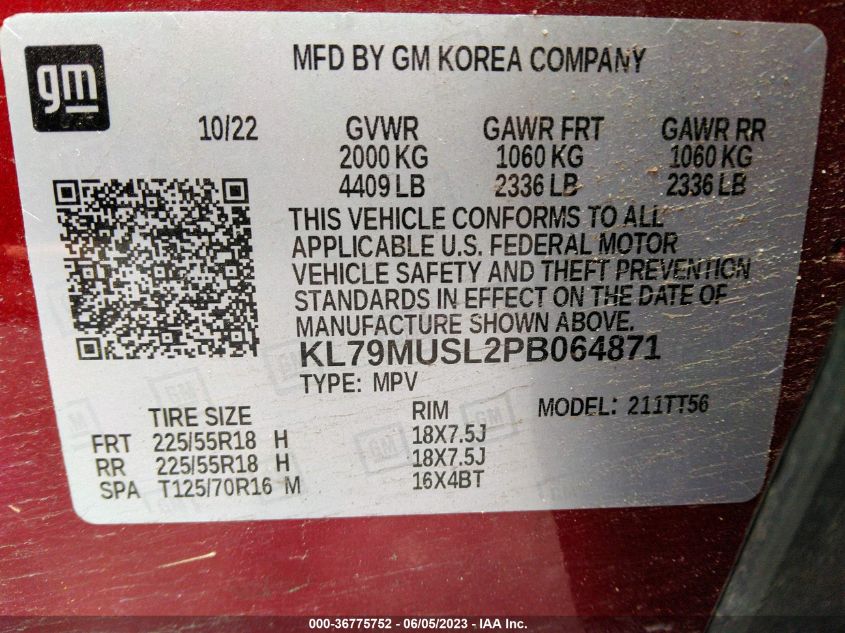 gm
MFD BY GM KOREA COMPANY
10/22 GVWR GAWR FRT GAWR RR
2000 KG 1060 KG 1060 KG
4409 LB 2336 LB 2336 LB
THIS VEHICLE CONFORMS TO ALL
APPLICABLE U.S. FEDERAL MOTOR
VEHICLE SAFETY AND THEFT PREVENTION
STANDARDS IN EFFECT ON THE DATE OF
MANUFACTURE SHOWN ABOVE.
KL79MUSL2PB064871
TYPE: MPV
TIRE SIZE RIM MODEL: 211TT56
FRT 225/55R18 H 18X7.5J
RR 225/55R18 H 18X7.5J
SPA T125/70R16 M 16X4BT
GM
GM
GM
000-36775752 - 06/05/2023 - IAA Inc.